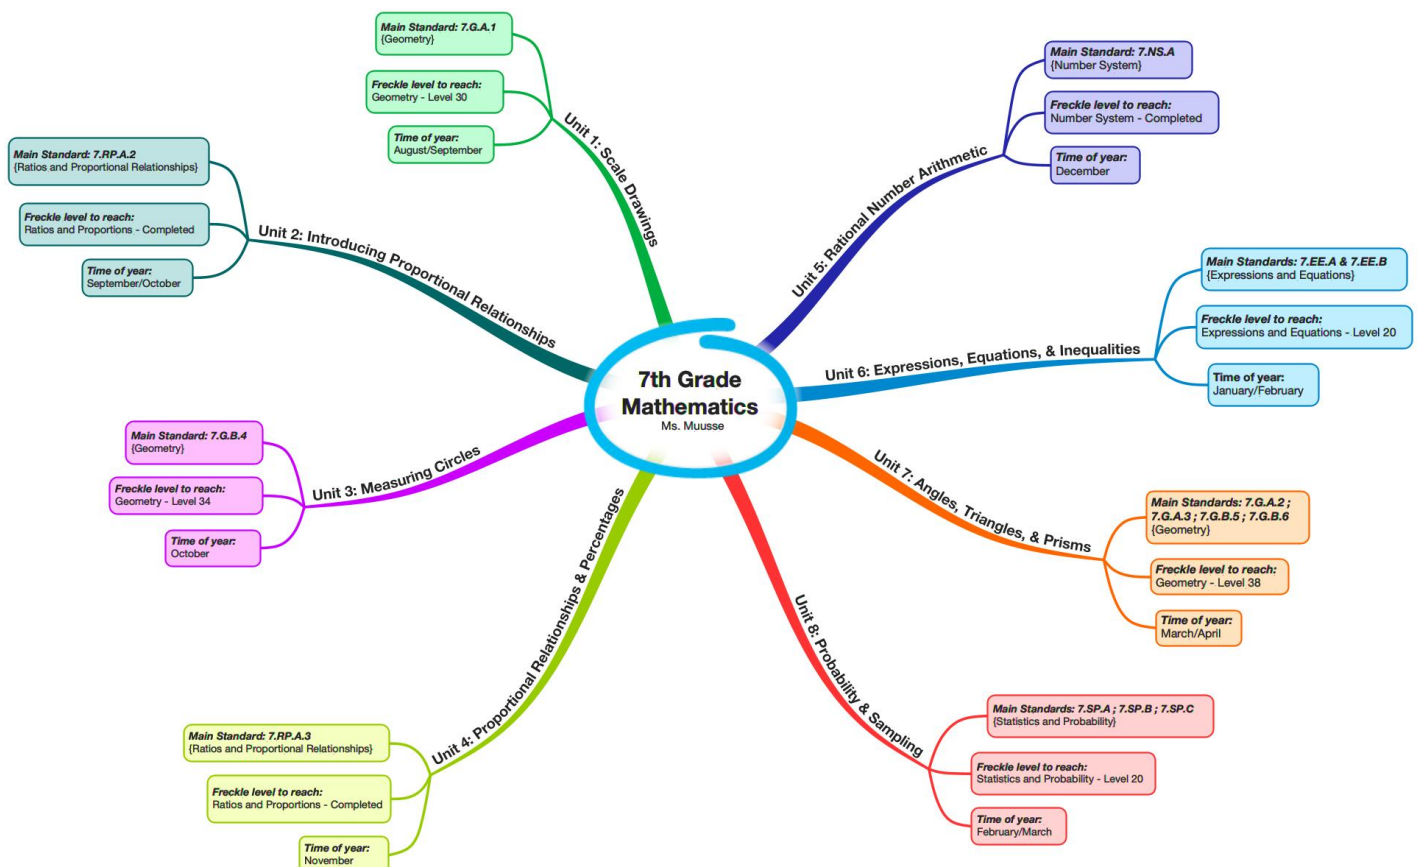 7th Grade
Mathematics
Ms. Muusse
Unit 1: Scale Drawings
Main Standard: 7.G.A.1
{Geometry}
Freckle level to reach:
Geometry - Level 30
Time of year:
August/September
Unit 2: Introducing Proportional Relationships
Main Standard: 7.RP.A.2
{Ratios and Proportional Relationships}
Freckle level to reach:
Ratios and Proportions - Completed
Time of year:
September/October
Unit 3: Measuring Circles
Main Standard: 7.G.B.4
{Geometry}
Freckle level to reach:
Geometry - Level 34
Time of year:
October
Unit 4: Proportional Relationships & Percentages
Main Standard: 7.RP.A.3
{Ratios and Proportional Relationships}
Freckle level to reach:
Ratios and Proportions - Completed
Time of year:
November
Unit 5: Rational Number Arithmetic
Main Standard: 7.NS.A
{Number System}
Freckle level to reach:
Number System - Completed
Time of year:
December
Unit 6: Expressions, Equations, & Inequalities
Main Standards: 7.EE.A & 7.EE.B
{Expressions and Equations}
Freckle level to reach:
Expressions and Equations - Level 20
Time of year:
January/February
Unit 7: Angles, Triangles, & Prisms
Main Standards: 7.G.A.2 ;
7.G.A.3 ; 7.G.B.5 ; 7.G.B.6
{Geometry}
Freckle level to reach:
Geometry - Level 38
Time of year:
March/April
Unit 8: Probability & Sampling
Main Standards: 7.SP.A ; 7.SP.B ; 7.SP.C
{Statistics and Probability}
Freckle level to reach:
Statistics and Probability - Level 20
Time of year:
February/March